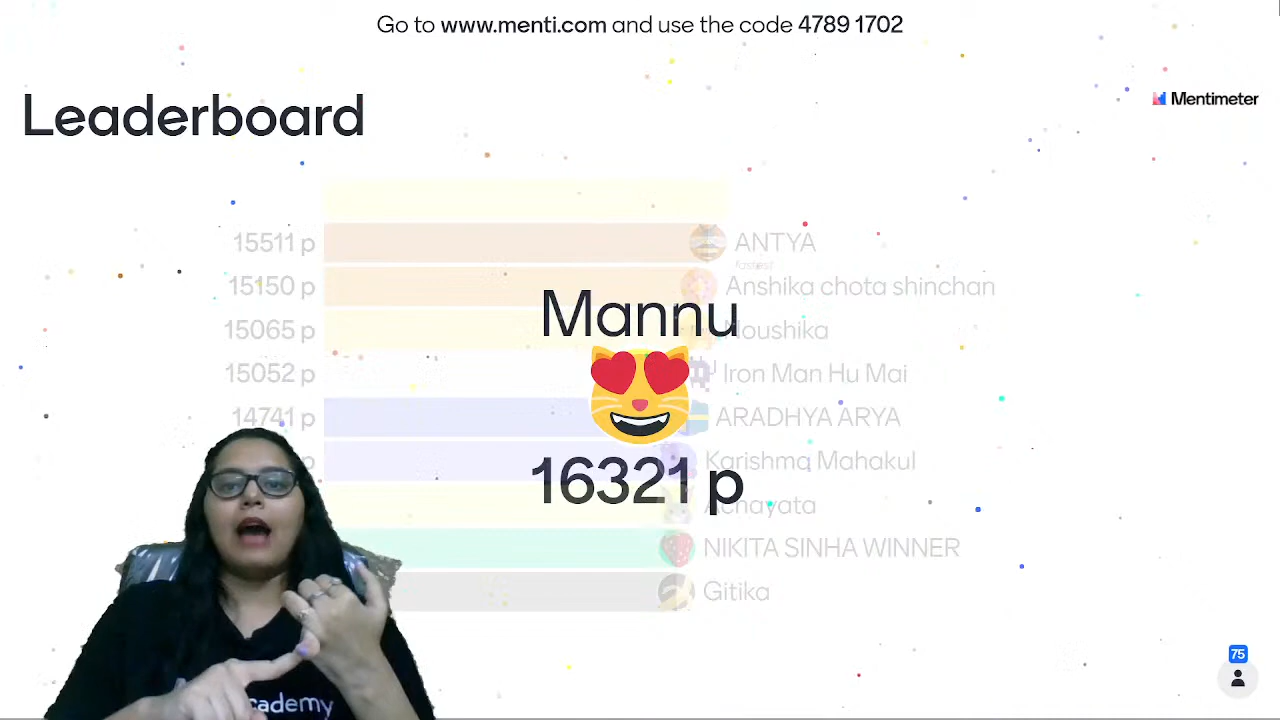 Go to www.menti.com and use the code 4789 1702
Leaderboard
Mentimeter
15511 p ANTYA
fastest
15150 p Anshika chota shinchan
Mannu
15065 p
15052 p Iron Man Hu Mai
14741 p ARADHYA ARYA
p Karishma Mahakul
16321 p
NIKITA SINHA WINNER
Gitika
75